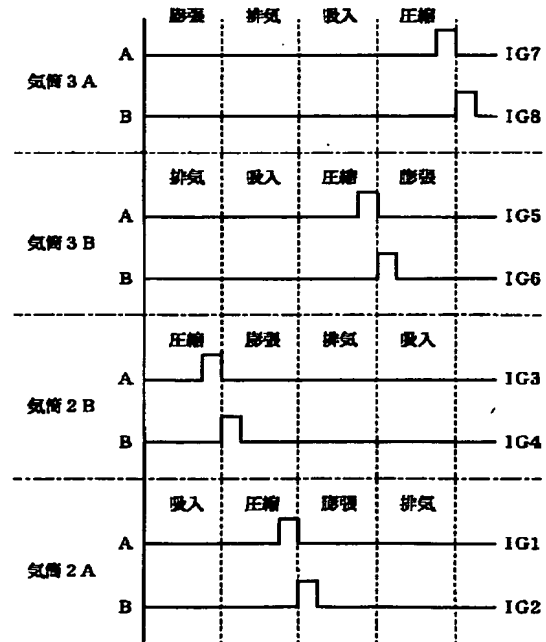 膨張 排気 吸入 圧縮
A IG7
気筒3A
B IG8
排気 吸入 圧縮 膨張
A IG5
気筒3B
B IG6
圧縮 膨張 排気 吸入
A IG3
気筒2B
B IG4
吸入 圧縮 膨張 排気
A IG1
気筒2A
B IG2